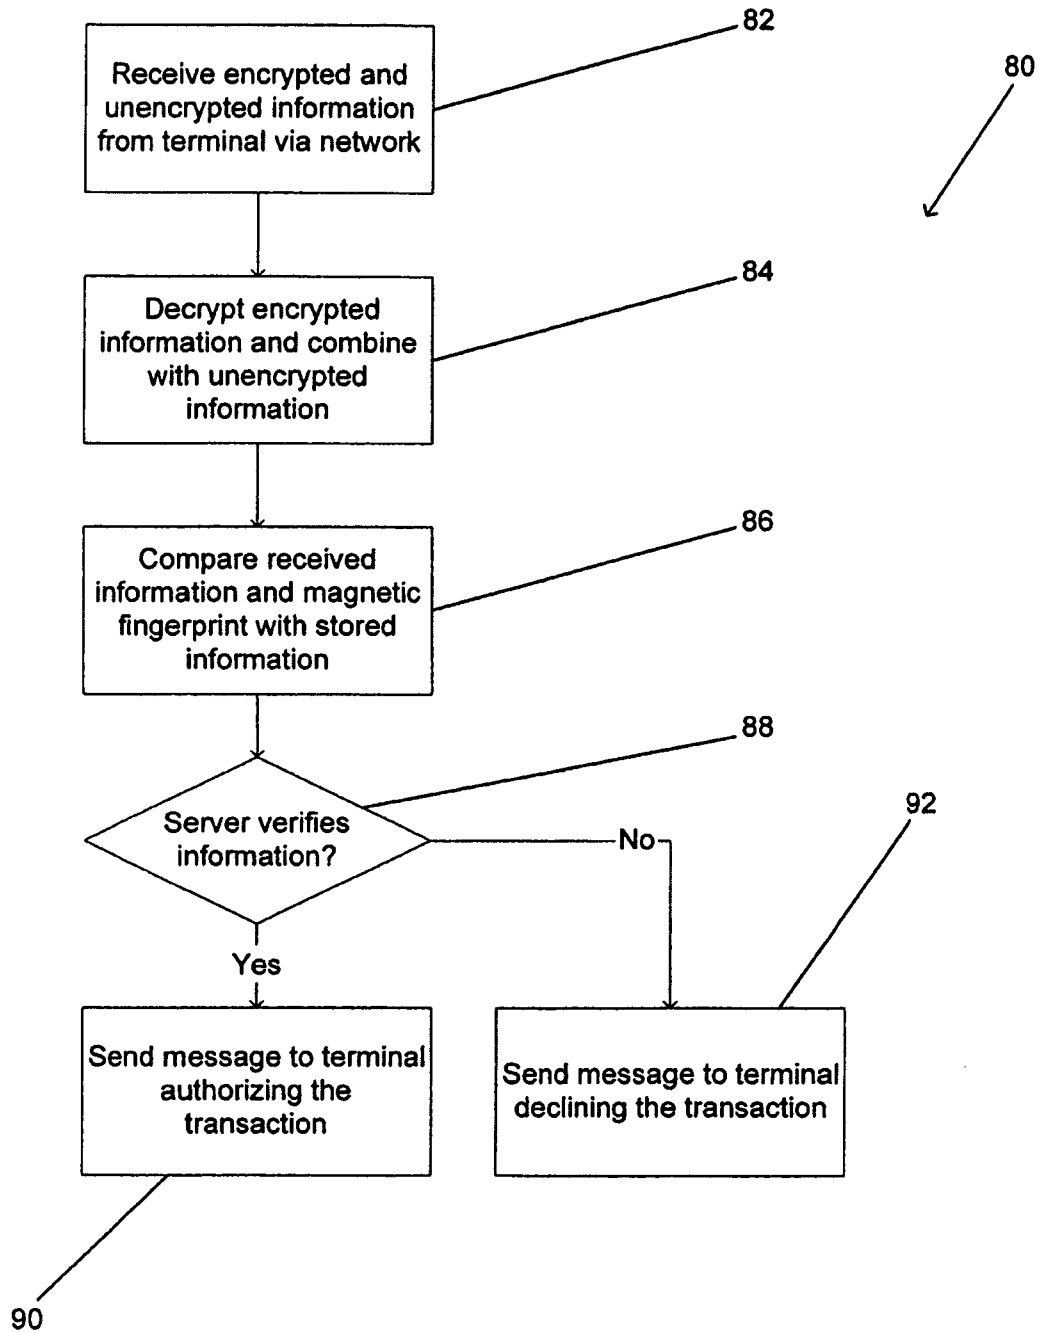 82
80
Receive encrypted and
unencrypted information
from terminal via network
84
Decrypt encrypted
information and combine
with unencrypted
information
86
Compare received
information and magnetic
fingerprint with stored
information
88
Server verifies
information?
92
No
Yes
Send message to terminal
authorizing the
transaction
Send message to terminal
declining the transaction
90